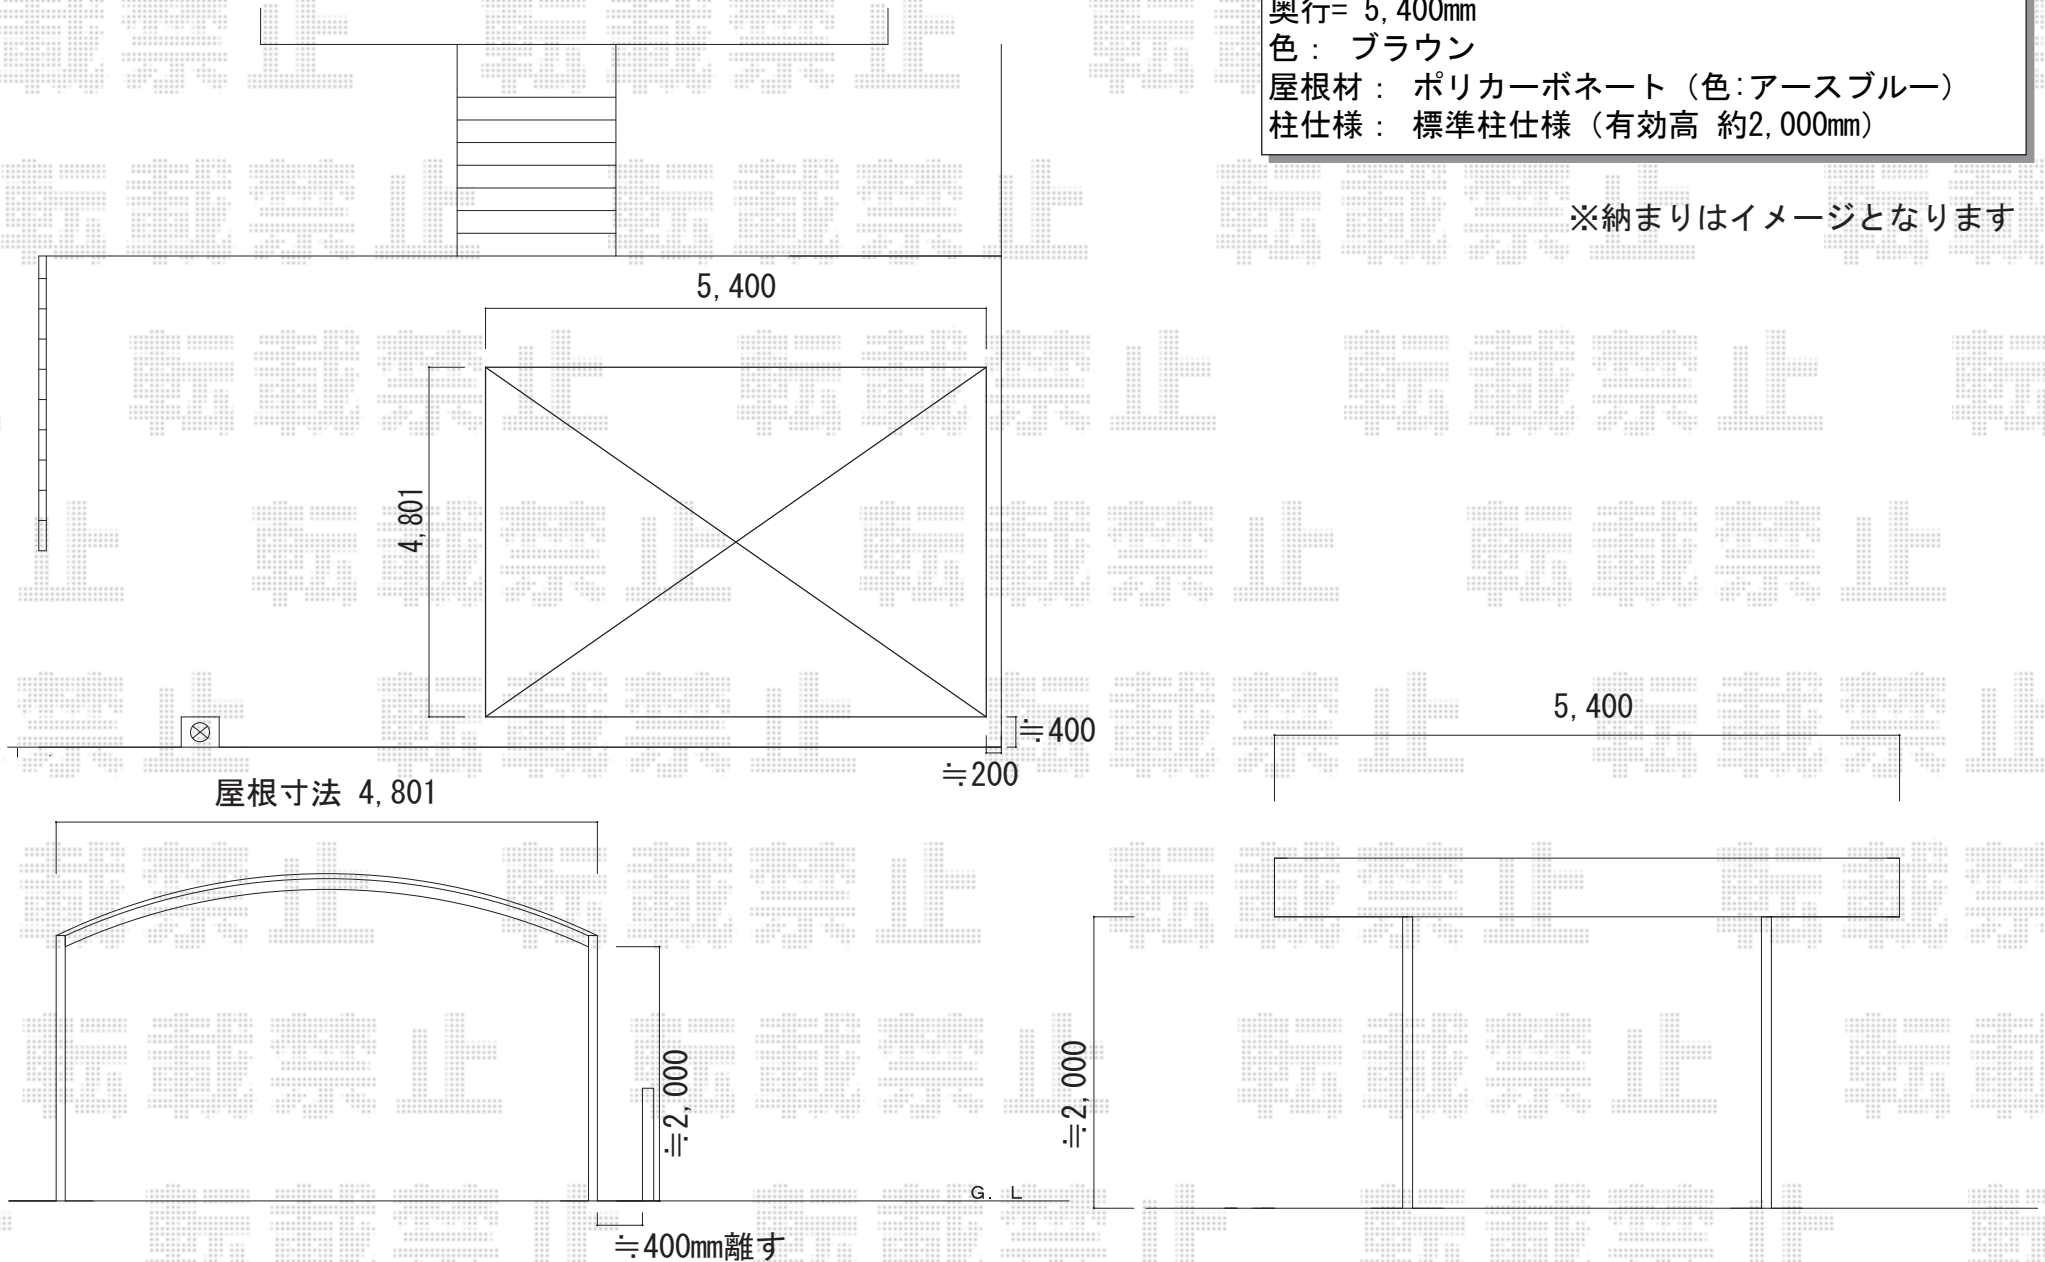 奥行= 5,400mm
色： ブラウン
屋根材： ポリカーボネート（色:アースブルー）
柱仕様： 標準柱仕様（有効高 約2,000mm）
※納まりはイメージとなります
5,400
4,801
≒400
≒200
屋根寸法 4,801
≒2,000
G. L
≒400mm離す
5,400
≒2,000
転載禁止